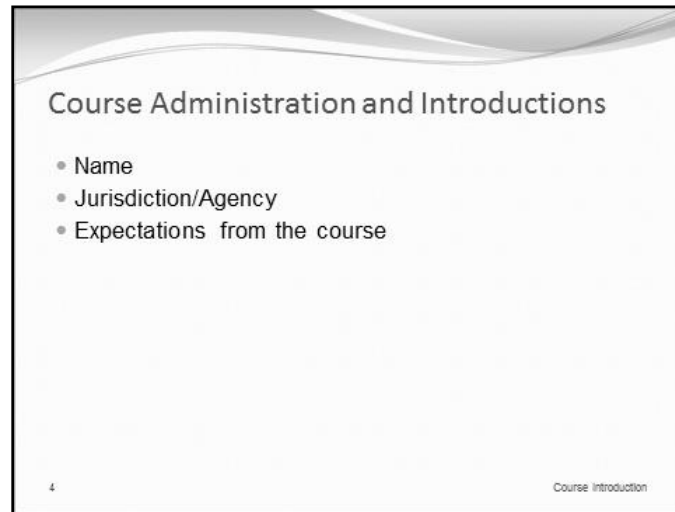 Course Administration and Introductions
• Name
• Jurisdiction/Agency
• Expectations from the course
4
Course Introduction